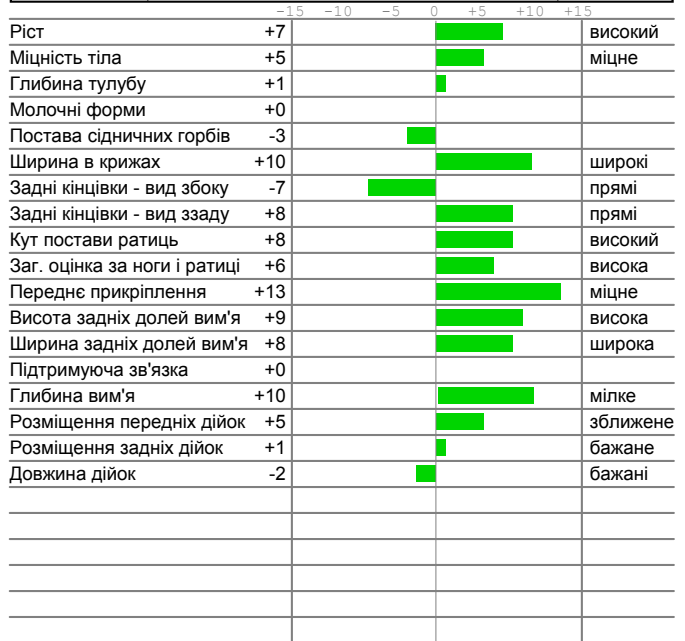 -15 -10 -5 0 +5 +10 +15
Ріст +7 високий
Міцність тіла +5 міцне
Глибина тулубу +1
Молочні форми +0
Постава сідничних горбів -3
Ширина в крижах +10 широкі
Задні кінцівки - вид збоку -7 прямі
Задні кінцівки - вид ззаду +8 прямі
Кут постави ратиць +8 високий
Заг. оцінка за ноги і ратиці +6 висока
Переднє прикріплення +13 міцне
Висота задніх долей вим'я +9 висока
Ширина задніх долей вим'я +8 широка
Підтримуюча зв'язка +0
Глибина вим'я +10 мілке
Розміщення передніх дійок +5 зближене
Розміщення задніх дійок +1 бажане
Довжина дійок -2 бажані